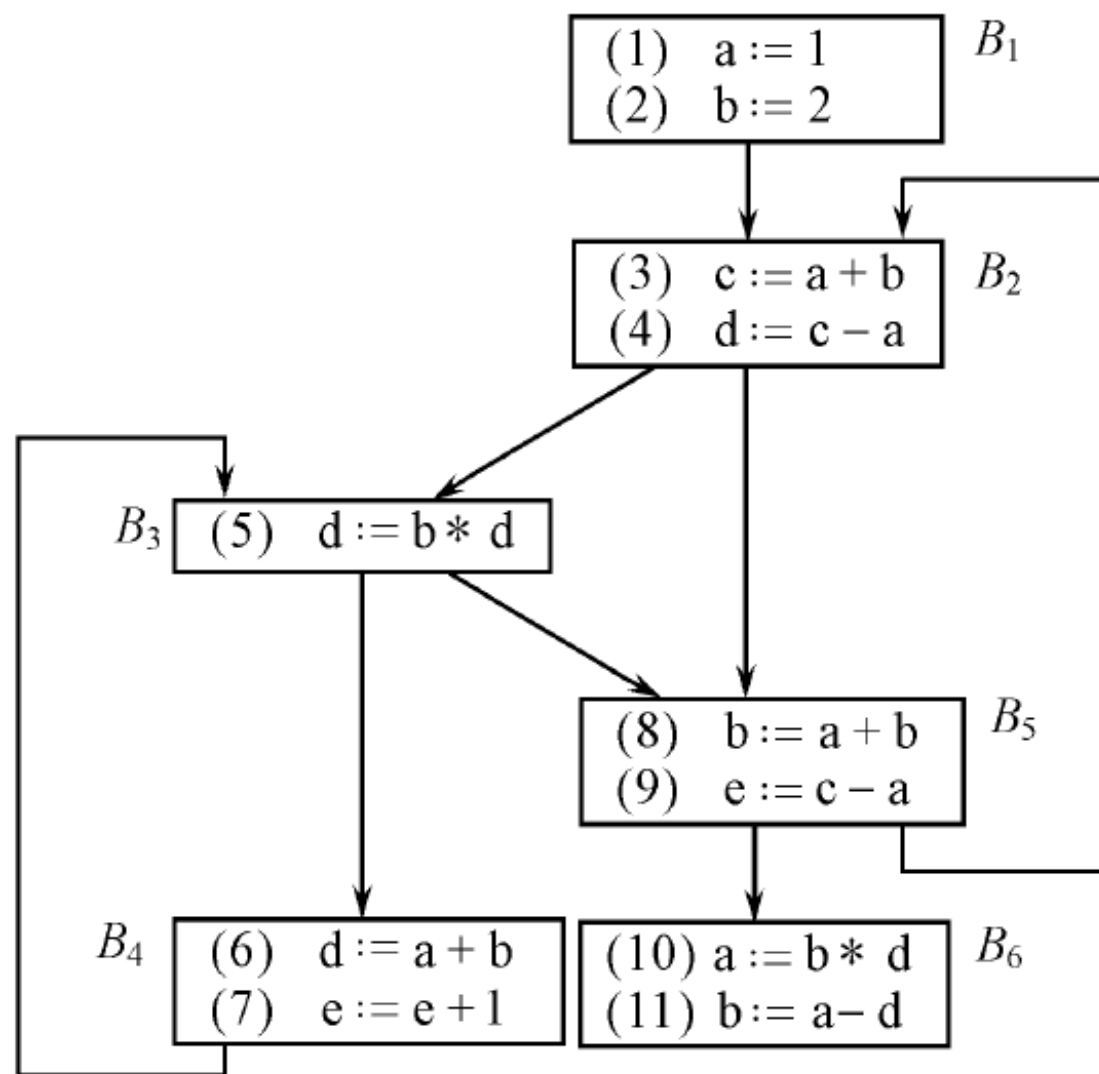 (1) a := 1
(2) b := 2
B₁
(3) c := a + b
(4) d := c − a
B₂
B₃
(5) d := b * d
(8) b := a + b
(9) e := c − a
B₅
B₄
(6) d := a + b
(7) e := e + 1
(10) a := b * d
(11) b := a − d
B₆